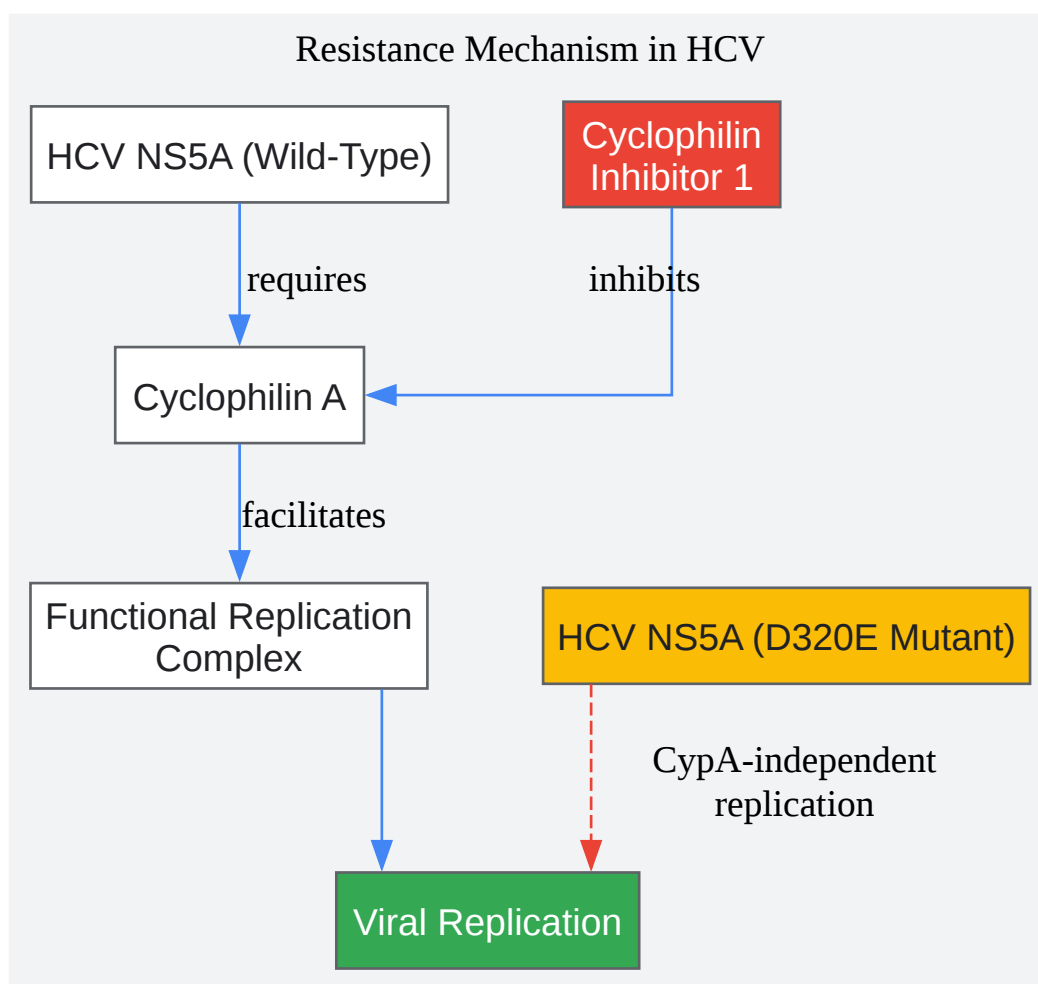 Resistance Mechanism in HCV
HCV NS5A (Wild-Type)
Cyclophilin
Inhibitor 1
requires
inhibits
Cyclophilin A
facilitates
Functional Replication
Complex
HCV NS5A (D320E Mutant)
CypA-independent
replication
Viral Replication